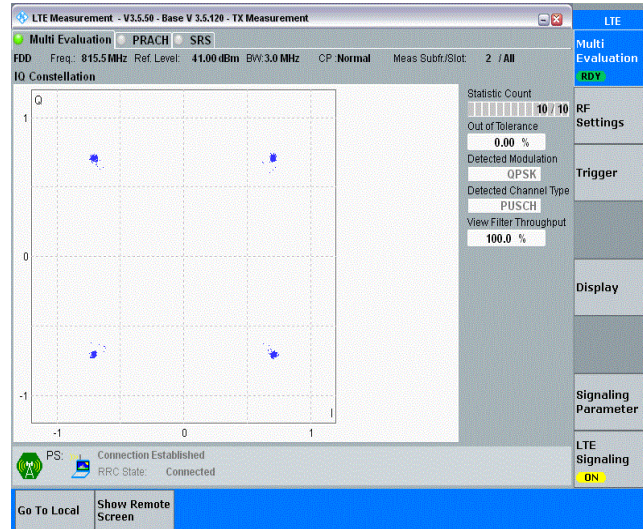 LTE Measurement - V3.5.50 - Base V 3.5.120 - TX Measurement
LTE
Multi Evaluation PRACH SRS
FDD Freq.: 815.5 MHz Ref. Level: 41.00 dBm BW: 3.0 MHz CP :Normal Meas Subfr./Slot: 2 / All
IQ Constellation
Multi
Evaluation
RDY
Q
1
0
-1
-1
0
1
I
Statistic Count
10 / 10
Out of Tolerance
0.00 %
Detected Modulation
QPSK
Detected Channel Type
PUSCH
View Filter Throughput
100.0 %
RF
Settings
Trigger
Display
Signaling
Parameter
LTE
Signaling
ON
PS:
Connection Established
RRC State: Connected
Go To Local
Show Remote
Screen